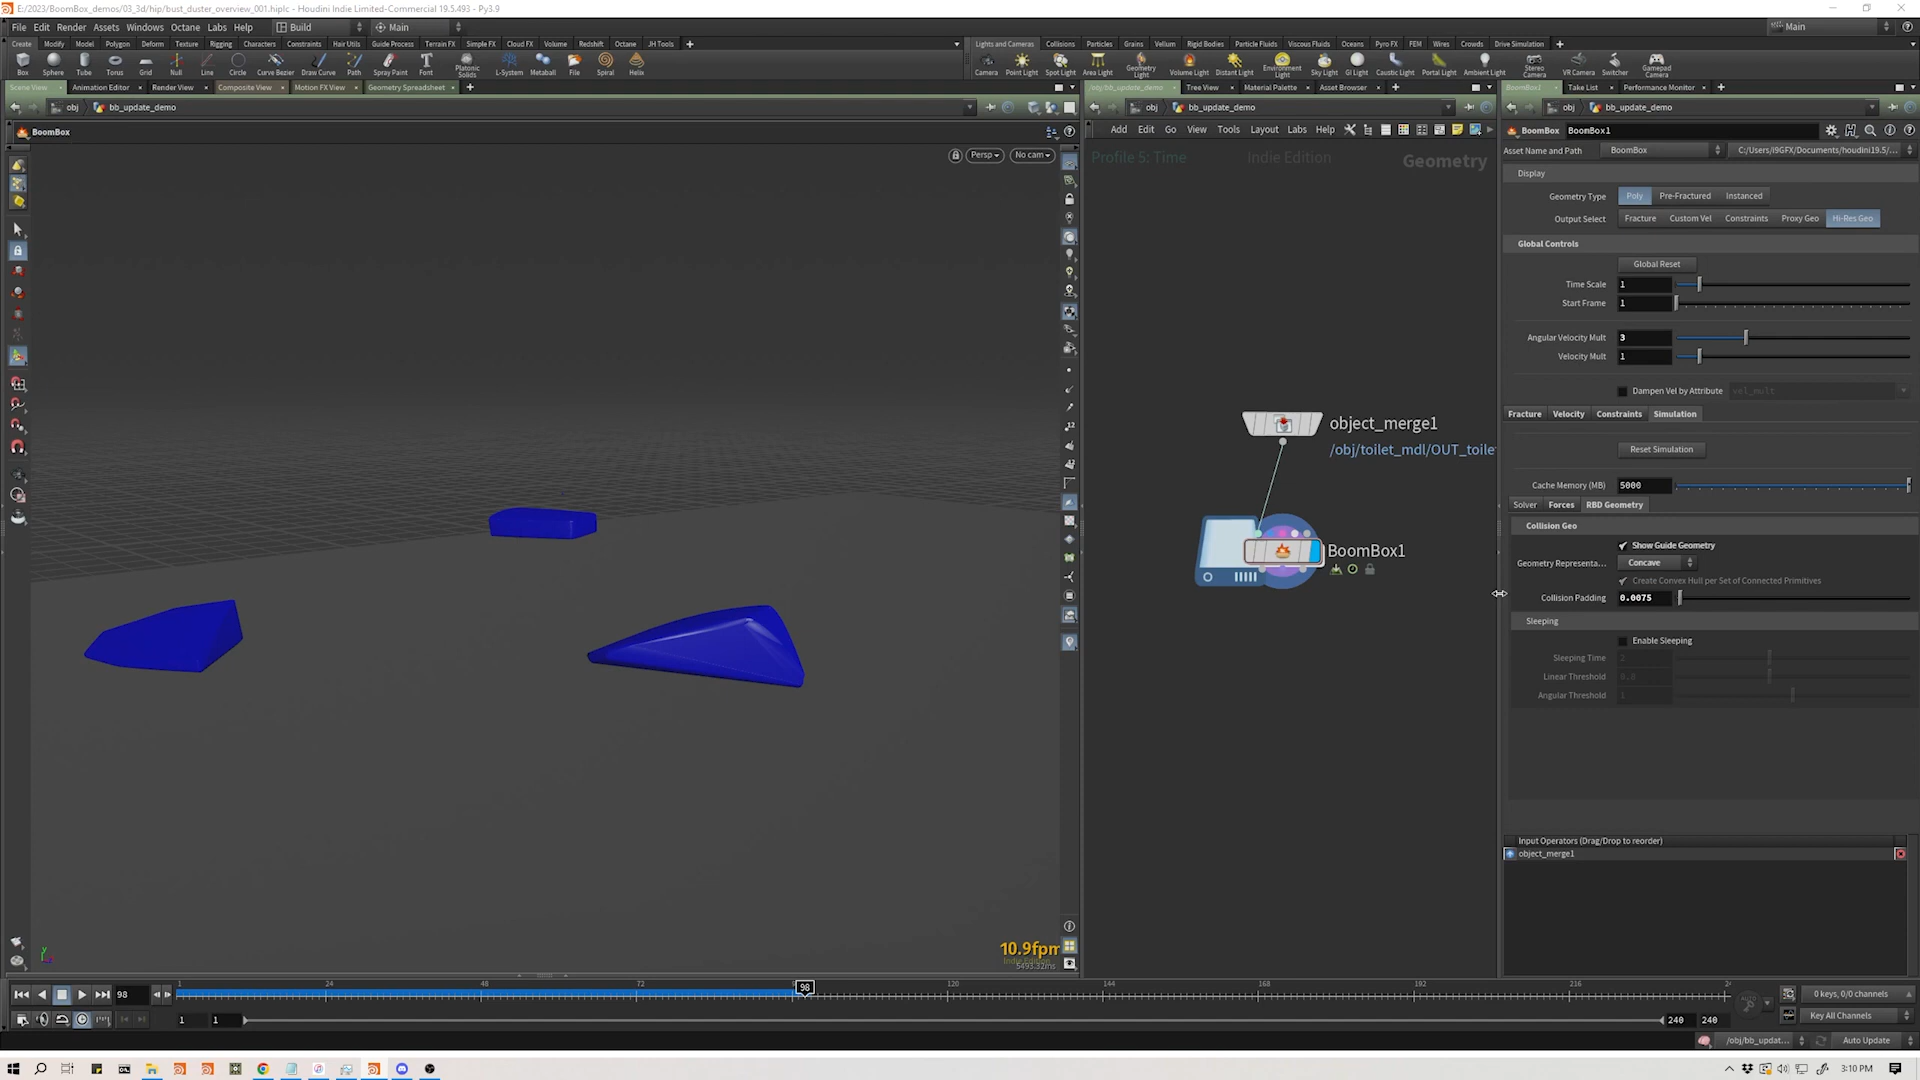 E:/2023/BoomBox_demos/03_3d/hip/bust_duster_overview_001.hiplc - Houdini Indie Limited-Commercial 19.5.493 - Py3.9
File Edit Render Assets Windows Octane Labs Help Build Main Main
Create Modify Model Polygon Deform Texture Rigging Characters Constraints Hair Utils Guide Process Terrain FX Simple FX Cloud FX Volume Redshift Octane JH Tools
Lights and Cameras Collisions Particles Grains Vellum Rigid Bodies Particle Fluids Viscous Fluids Oceans Pyro FX FEM Wires Crowds Drive Simulation
Box Sphere Tube Torus Grid Null Line Circle Curve Bezier Draw Curve Path Spray Paint Font Platonic Solids L-System Metaball File Spiral Helix
Camera Point Light Spot Light Area Light Geometry Light Volume Light Distant Light Environment Light Sky Light GI Light Caustic Light Portal Light Ambient Light Stereo Camera VR Camera Switcher Gamepad Camera
Scene View Animation Editor Render View Composite View Motion FX View Geometry Spreadsheet
/obj/bb_update_demo Tree View Material Palette Asset Browser
BoomBox1 Take List Performance Monitor
obj bb_update_demo
obj bb_update_demo
obj bb_update_demo
BoomBox
Add Edit Go View Tools Layout Labs Help
BoomBox BoomBox1
Asset Name and Path BoomBox C:/Users/I9GFX/Documents/houdini19.5/...
Persp No cam
Profile 5: Time Indie Edition Geometry
Display
Geometry Type Poly Pre-Fractured Instanced
Output Select Fracture Custom Vel Constraints Proxy Geo Hi-Res Geo
Global Controls
Global Reset
Time Scale 1
Start Frame 1
Angular Velocity Mult 3
Velocity Mult 1
Dampen Vel by Attribute vel_mult
Fracture Velocity Constraints Simulation
Reset Simulation
Cache Memory (MB) 5000
Solver Forces RBD Geometry
Collision Geo
Show Guide Geometry
Geometry Representa... Concave
Create Convex Hull per Set of Connected Primitives
Collision Padding 0.0075
Sleeping
Enable Sleeping
Sleeping Time 2
Linear Threshold 0.8
Angular Threshold 1
object_merge1
/obj/toilet_mdl/OUT_toile
BoomBox1
Input Operators (Drag/Drop to reorder)
object_merge1
10.9fpm
Indie Edition
5493.32ms
98
1 24 48 72 98 120 144 168 192 216
0 keys, 0/0 channels
1 1 240 240
Key All Channels
/obj/bb_updat... Auto Update
3:10 PM